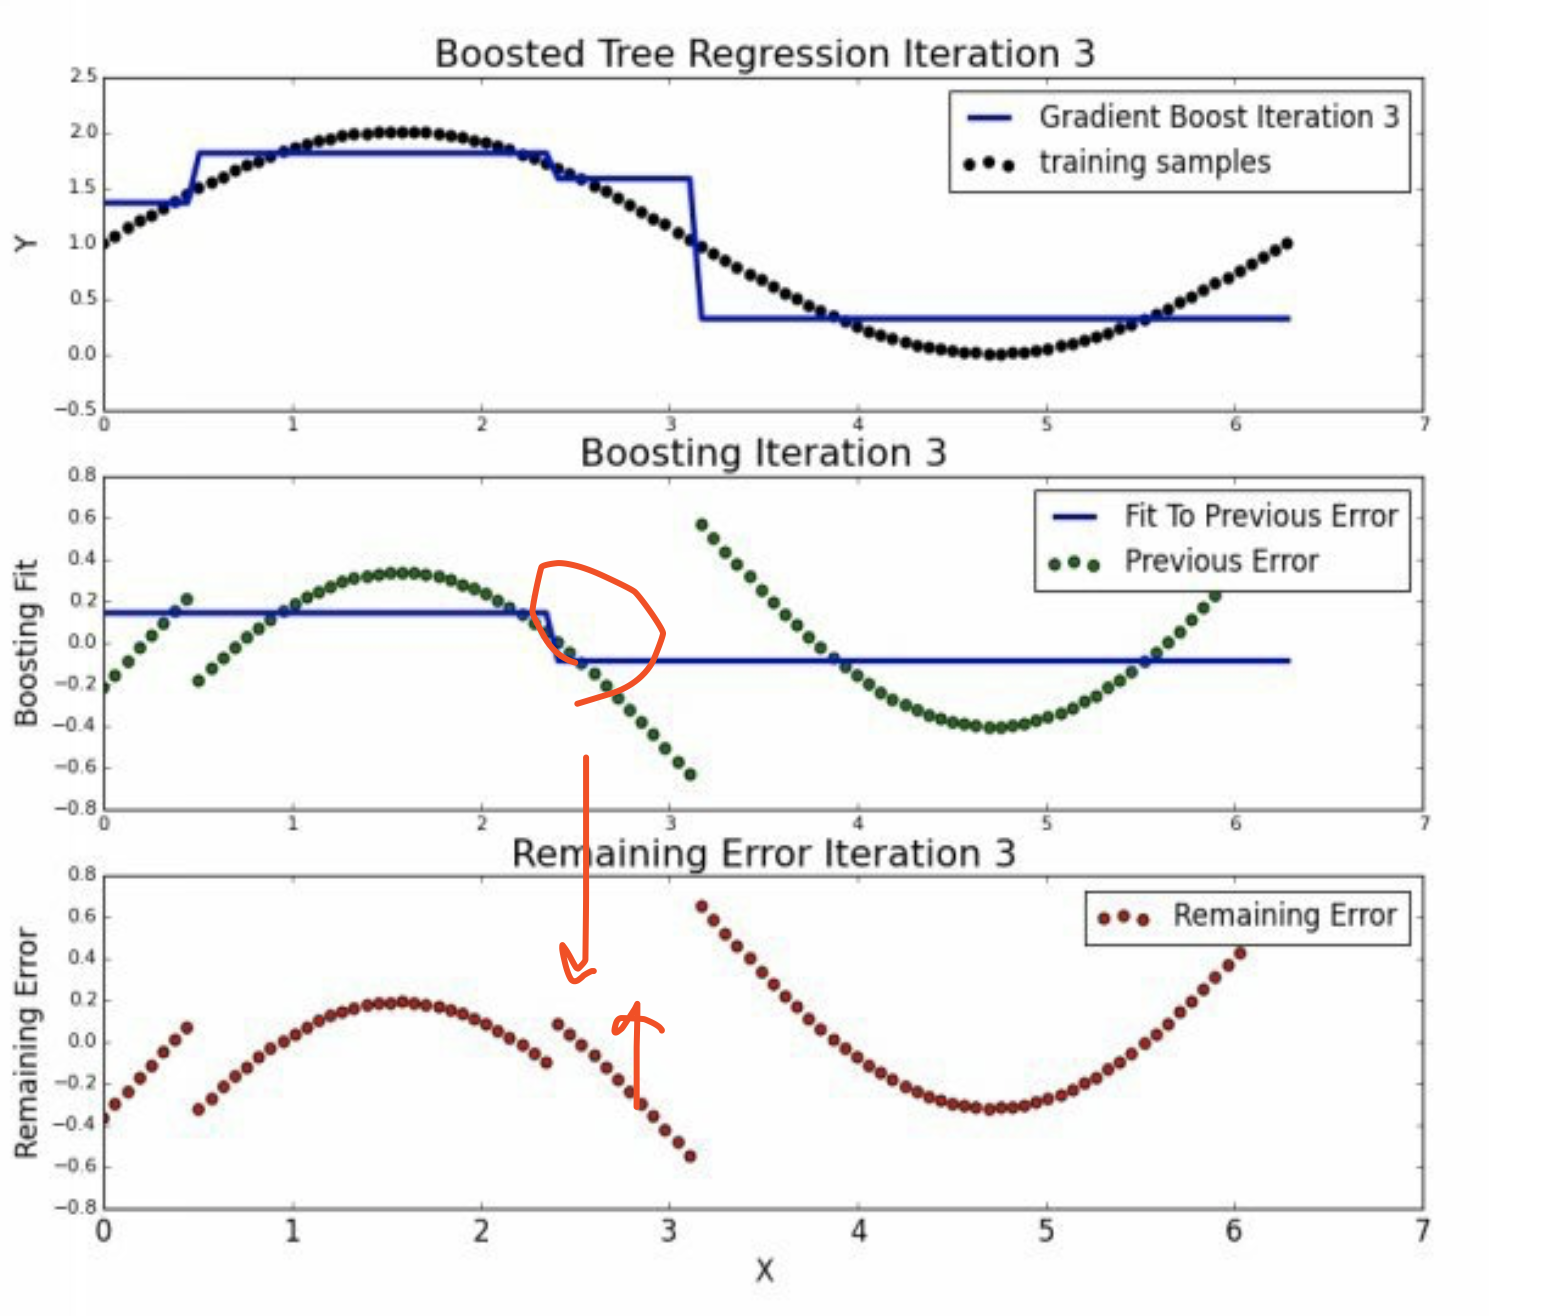 Boosted Tree Regression Iteration 3
2.5
2.0
1.5
1.0
0.5
0.0
−0.5
Y
Gradient Boost Iteration 3
training samples
0 1 2 3 4 5 6 7
Boosting Iteration 3
0.8
0.6
0.4
0.2
0.0
−0.2
−0.4
−0.6
−0.8
Boosting Fit
Fit To Previous Error
Previous Error
0 1 2 3 4 5 6 7
Remaining Error Iteration 3
0.8
0.6
0.4
0.2
0.0
−0.2
−0.4
−0.6
−0.8
Remaining Error
Remaining Error
0 1 2 3 4 5 6 7
X